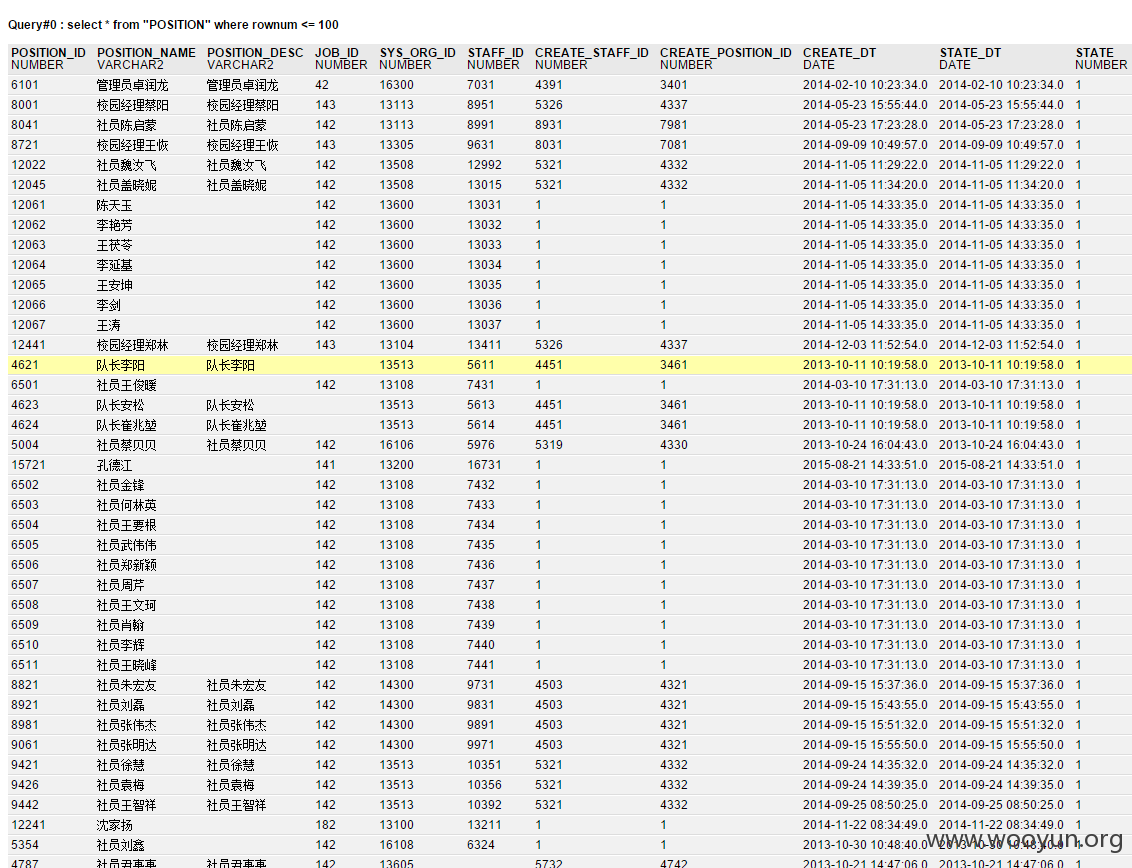 Query#0 : select * from "POSITION" where rownum <= 100
POSITION_ID POSITION_NAME POSITION_DESC JOB_ID SYS_ORG_ID STAFF_ID CREATE_STAFF_ID CREATE_POSITION_ID CREATE_DT STATE_DT STATE
NUMBER VARCHAR2 VARCHAR2 NUMBER NUMBER NUMBER NUMBER NUMBER DATE DATE NUMBER
6101 管理员卓润龙 管理员卓润龙 42 16300 7031 4391 3401 2014-02-10 10:23:34.0 2014-02-10 10:23:34.0 1
8001 校园经理蔡阳 校园经理蔡阳 143 13113 8951 5326 4337 2014-05-23 15:55:44.0 2014-05-23 15:55:44.0 1
8041 社员陈启蒙 社员陈启蒙 142 13113 8991 8931 7981 2014-05-23 17:23:28.0 2014-05-23 17:23:28.0 1
8721 校园经理王恢 校园经理王恢 143 13305 9631 8031 7081 2014-09-09 10:49:57.0 2014-09-09 10:49:57.0 1
12022 社员魏汝飞 社员魏汝飞 142 13508 12992 5321 4332 2014-11-05 11:29:22.0 2014-11-05 11:29:22.0 1
12045 社员盖晓妮 社员盖晓妮 142 13508 13015 5321 4332 2014-11-05 11:34:20.0 2014-11-05 11:34:20.0 1
12061 陈天玉 142 13600 13031 1 1 2014-11-05 14:33:35.0 2014-11-05 14:33:35.0 1
12062 李艳芳 142 13600 13032 1 1 2014-11-05 14:33:35.0 2014-11-05 14:33:35.0 1
12063 王茯苓 142 13600 13033 1 1 2014-11-05 14:33:35.0 2014-11-05 14:33:35.0 1
12064 李延基 142 13600 13034 1 1 2014-11-05 14:33:35.0 2014-11-05 14:33:35.0 1
12065 王安坤 142 13600 13035 1 1 2014-11-05 14:33:35.0 2014-11-05 14:33:35.0 1
12066 李剑 142 13600 13036 1 1 2014-11-05 14:33:35.0 2014-11-05 14:33:35.0 1
12067 王涛 142 13600 13037 1 1 2014-11-05 14:33:35.0 2014-11-05 14:33:35.0 1
12441 校园经理郑林 校园经理郑林 143 13104 13411 5326 4337 2014-12-03 11:52:54.0 2014-12-03 11:52:54.0 1
4621 队长李阳 队长李阳 13513 5611 4451 3461 2013-10-11 10:19:58.0 2013-10-11 10:19:58.0 1
6501 社员王俊暖 142 13108 7431 1 1 2014-03-10 17:31:13.0 2014-03-10 17:31:13.0 1
4623 队长安松 队长安松 13513 5613 4451 3461 2013-10-11 10:19:58.0 2013-10-11 10:19:58.0 1
4624 队长崔兆堃 队长崔兆堃 13513 5614 4451 3461 2013-10-11 10:19:58.0 2013-10-11 10:19:58.0 1
5004 社员蔡贝贝 社员蔡贝贝 142 16106 5976 5319 4330 2013-10-24 16:04:43.0 2013-10-24 16:04:43.0 1
15721 孔德江 141 13200 16731 1 1 2015-08-21 14:33:51.0 2015-08-21 14:33:51.0 1
6502 社员金锋 142 13108 7432 1 1 2014-03-10 17:31:13.0 2014-03-10 17:31:13.0 1
6503 社员何林英 142 13108 7433 1 1 2014-03-10 17:31:13.0 2014-03-10 17:31:13.0 1
6504 社员王要根 142 13108 7434 1 1 2014-03-10 17:31:13.0 2014-03-10 17:31:13.0 1
6505 社员武伟伟 142 13108 7435 1 1 2014-03-10 17:31:13.0 2014-03-10 17:31:13.0 1
6506 社员郑新颖 142 13108 7436 1 1 2014-03-10 17:31:13.0 2014-03-10 17:31:13.0 1
6507 社员周芹 142 13108 7437 1 1 2014-03-10 17:31:13.0 2014-03-10 17:31:13.0 1
6508 社员王文珂 142 13108 7438 1 1 2014-03-10 17:31:13.0 2014-03-10 17:31:13.0 1
6509 社员肖翰 142 13108 7439 1 1 2014-03-10 17:31:13.0 2014-03-10 17:31:13.0 1
6510 社员李辉 142 13108 7440 1 1 2014-03-10 17:31:13.0 2014-03-10 17:31:13.0 1
6511 社员王晓峰 142 13108 7441 1 1 2014-03-10 17:31:13.0 2014-03-10 17:31:13.0 1
8821 社员朱宏友 社员朱宏友 142 14300 9731 4503 4321 2014-09-15 15:37:36.0 2014-09-15 15:37:36.0 1
8921 社员刘磊 社员刘磊 142 14300 9831 4503 4321 2014-09-15 15:43:55.0 2014-09-15 15:43:55.0 1
8981 社员张伟杰 社员张伟杰 142 14300 9891 4503 4321 2014-09-15 15:51:32.0 2014-09-15 15:51:32.0 1
9061 社员张明达 社员张明达 142 14300 9971 4503 4321 2014-09-15 15:55:50.0 2014-09-15 15:55:50.0 1
9421 社员徐慧 社员徐慧 142 13513 10351 5321 4332 2014-09-24 14:35:32.0 2014-09-24 14:35:32.0 1
9426 社员袁梅 社员袁梅 142 13513 10356 5321 4332 2014-09-24 14:39:35.0 2014-09-24 14:39:35.0 1
9442 社员王智祥 社员王智祥 142 13513 10392 5321 4332 2014-09-25 08:50:25.0 2014-09-25 08:50:25.0 1
12241 沈家扬 182 13100 13211 1 1 2014-11-22 08:34:49.0 2014-11-22 08:34:49.0 1
5354 社员刘鑫 142 16108 6324 1 1 2013-10-30 10:48:40.0 2013-10-30 10:48:40.0 1
www.wooyun.org
4787 13605 5732 4742 2013-10-21 14:47:06.0 2013-10-21 14:47:06.0 1